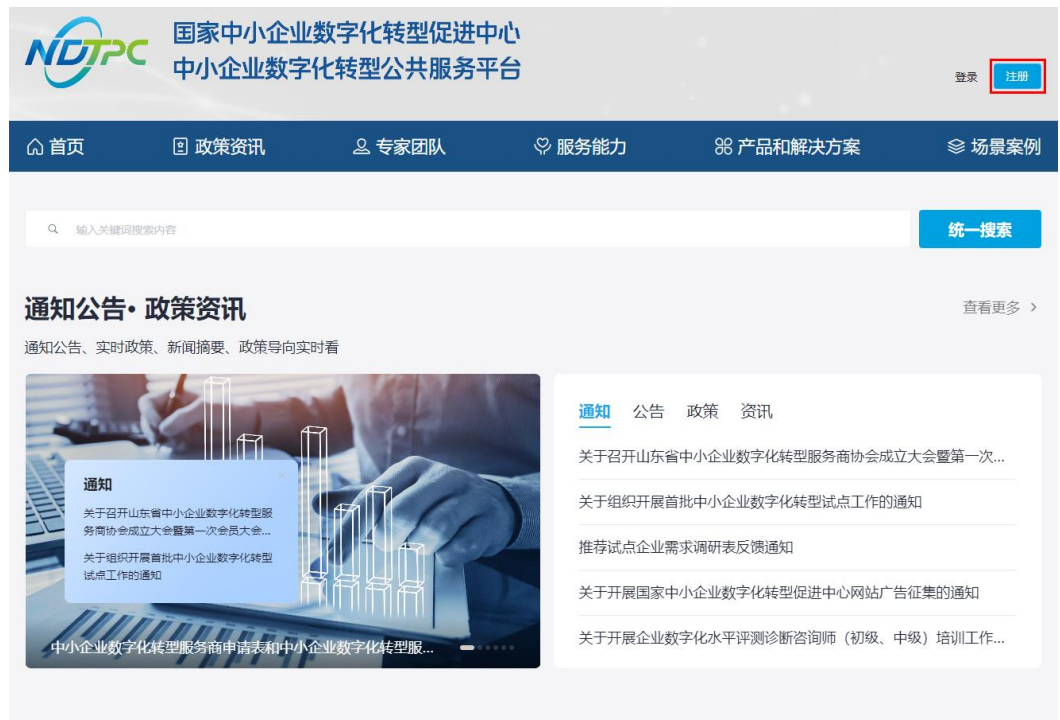 NDTPC
国家中小企业数字化转型促进中心
中小企业数字化转型公共服务平台
登录
注册
首页
政策资讯
专家团队
服务能力
产品和解决方案
场景案例
输入关键词搜索内容
统一搜索
通知公告• 政策资讯
查看更多 >
通知公告、实时政策、新闻摘要、政策导向实时看
通知
关于召开山东省中小企业数字化转型服
务商协会成立大会暨第一次会员大会...
关于组织开展首批中小企业数字化转型
试点工作的通知
中小企业数字化转型服务商申请表和中小企业数字化转型服...
通知 公告 政策 资讯
关于召开山东省中小企业数字化转型服务商协会成立大会暨第一次...
关于组织开展首批中小企业数字化转型试点工作的通知
推荐试点企业需求调研表反馈通知
关于开展国家中小企业数字化转型促进中心网站广告征集的通知
关于开展企业数字化水平评测诊断咨询师（初级、中级）培训工作...